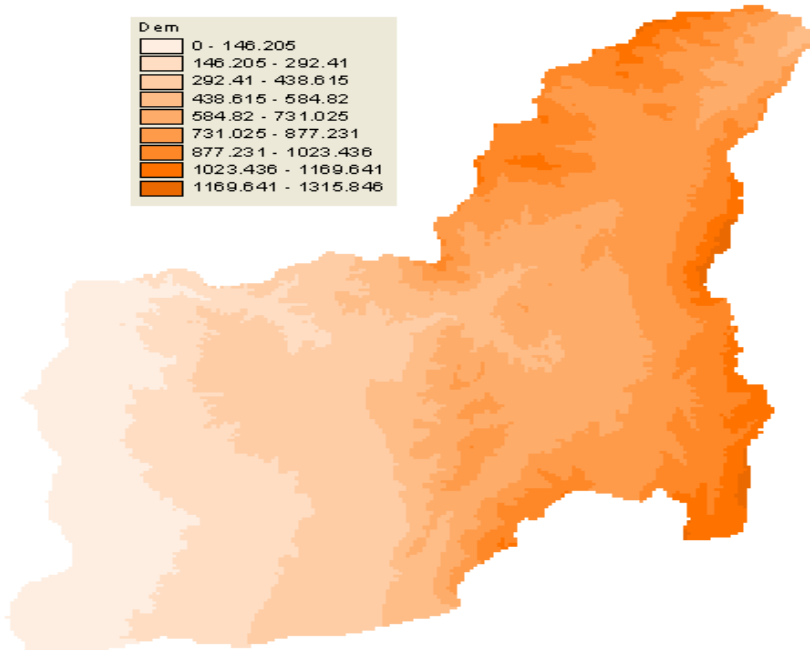 Dem
0 - 146.205
146.205 - 292.41
292.41 - 438.615
438.615 - 584.82
584.82 - 731.025
731.025 - 877.231
877.231 - 1023.436
1023.436 - 1169.641
1169.641 - 1315.846